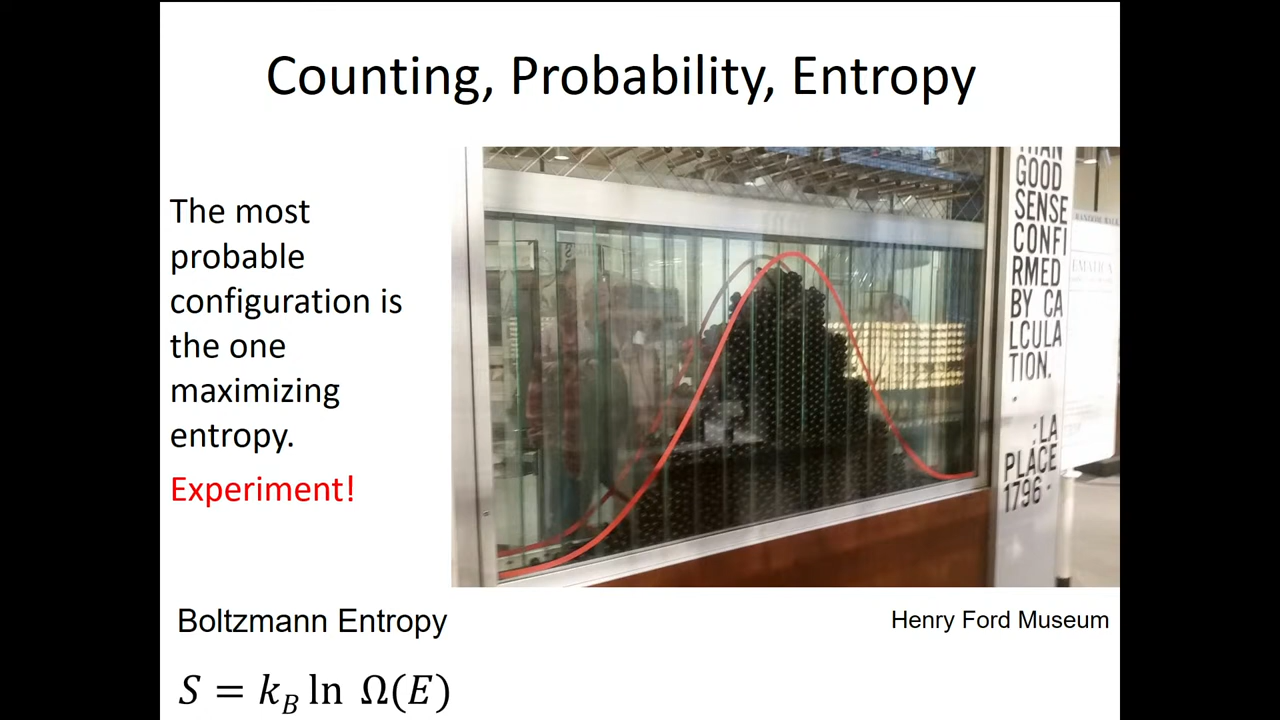 Counting, Probability, Entropy
The most
probable
configuration is
the one
maximizing
entropy.
Experiment!
THAN
GOOD
SENSE
CONFI
RMED
BY CA
LCULA
TION.
:LA
PLACE
1796 -
Boltzmann Entropy
Henry Ford Museum
S = k_B ln Ω(E)